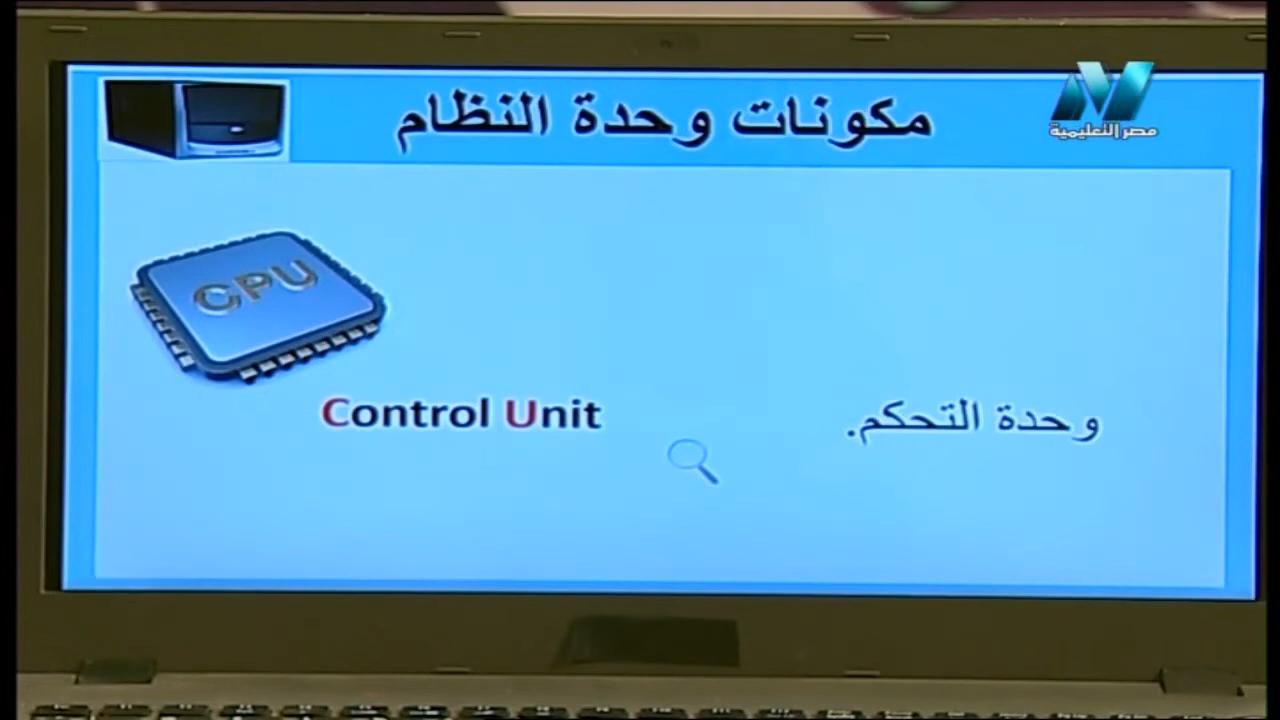 مكونات وحدة النظام
مصر التعليمية
CPU
وحدة التحكم.
Control Unit